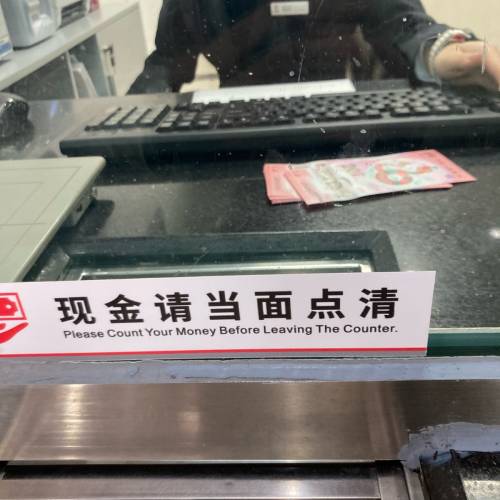 现金请当面点清
Please Count Your Money Before Leaving The Counter.